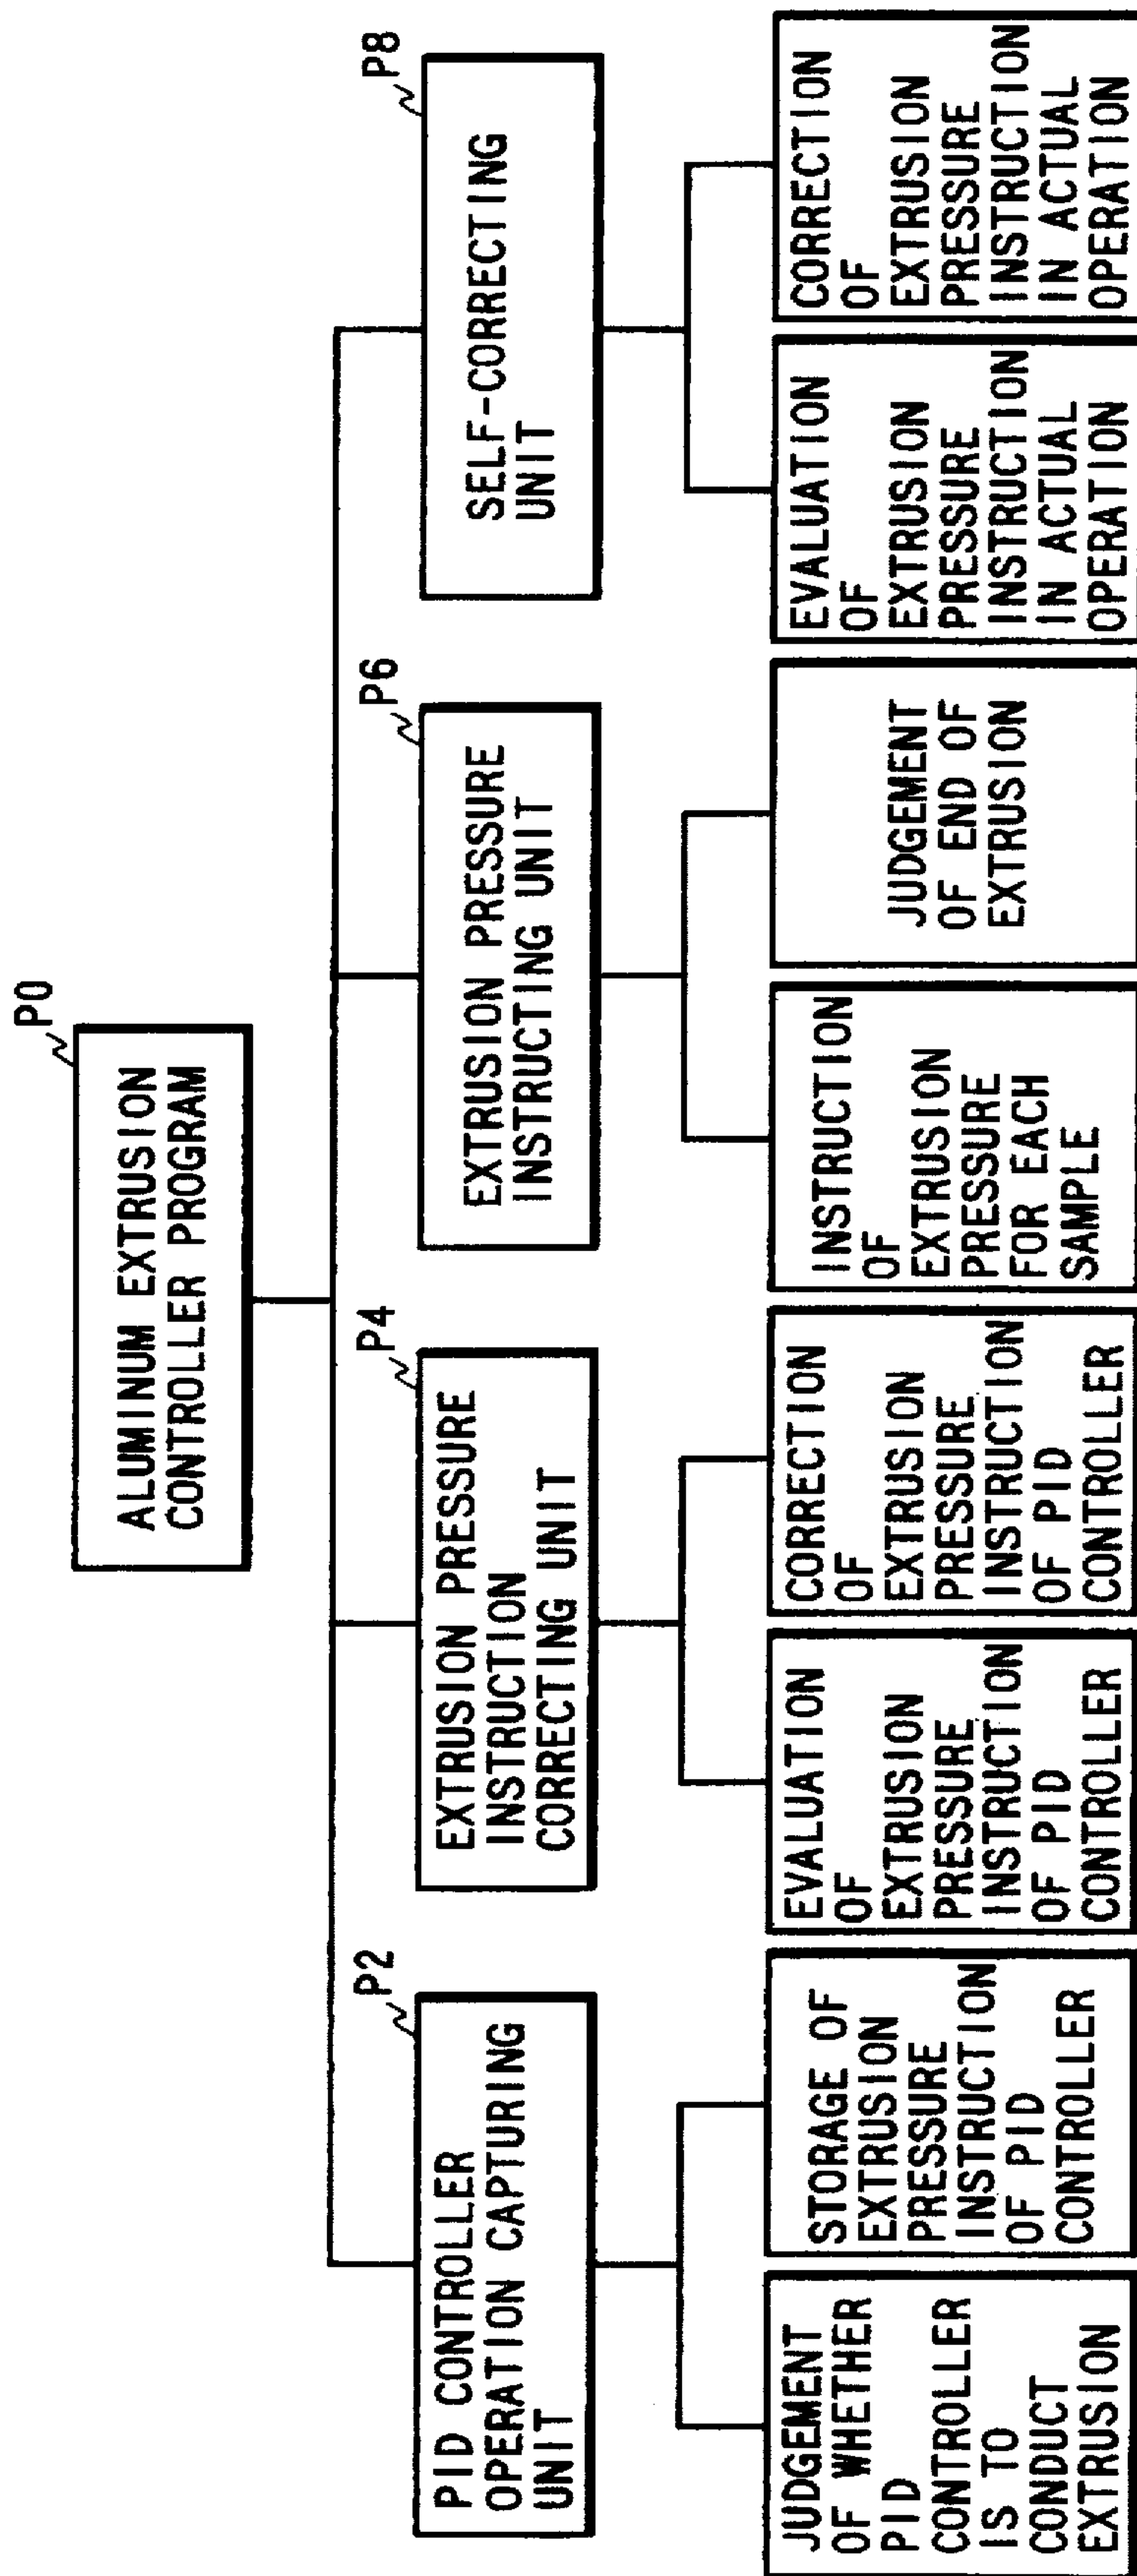 P0
ALUMINUM EXTRUSION
CONTROLLER PROGRAM
P2
PID CONTROLLER
OPERATION CAPTURING
UNIT
P4
EXTRUSION PRESSURE
INSTRUCTION
CORRECTING UNIT
P6
EXTRUSION PRESSURE
INSTRUCTING UNIT
P8
SELF-CORRECTING
UNIT
JUDGEMENT
OF WHETHER
PID
CONTROLLER
IS TO
CONDUCT
EXTRUSION
STORAGE OF
EXTRUSION
PRESSURE
INSTRUCTION
OF PID
CONTROLLER
EVALUATION
OF
EXTRUSION
PRESSURE
INSTRUCTION
OF PID
CONTROLLER
CORRECTION
OF
EXTRUSION
PRESSURE
INSTRUCTION
OF PID
CONTROLLER
INSTRUCTION
OF
EXTRUSION
PRESSURE
FOR EACH
SAMPLE
JUDGEMENT
OF END OF
EXTRUSION
EVALUATION
OF
EXTRUSION
PRESSURE
INSTRUCTION
IN ACTUAL
OPERATION
CORRECTION
OF
EXTRUSION
PRESSURE
INSTRUCTION
IN ACTUAL
OPERATION